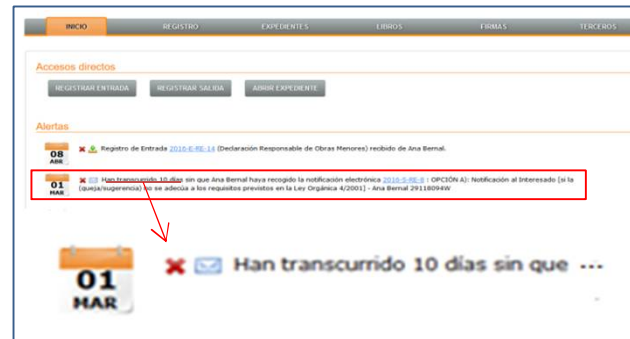 INICIO REGISTRO EXPEDIENTES LIBROS FIRMAS TERCEROS
Accesos directos
REGISTRAR ENTRADA REGISTRAR SALIDA ABRIR EXPEDIENTE
Alertas
08 ABR Registro de Entrada 2016-E-RE-14 (Declaración Responsable de Obras Menores) recibido de Ana Bernal.
01 MAR Han transcurrido 10 días sin que Ana Bernal haya recogido la notificación electrónica 2016-S-RE-8 : OPCIÓN A): Notificación al Interesado [si la
(queja/sugerencia) no se adecúa a los requisitos previstos en la Ley Orgánica 4/2001] - Ana Bernal 29118094W
01 MAR Han transcurrido 10 días sin que ...